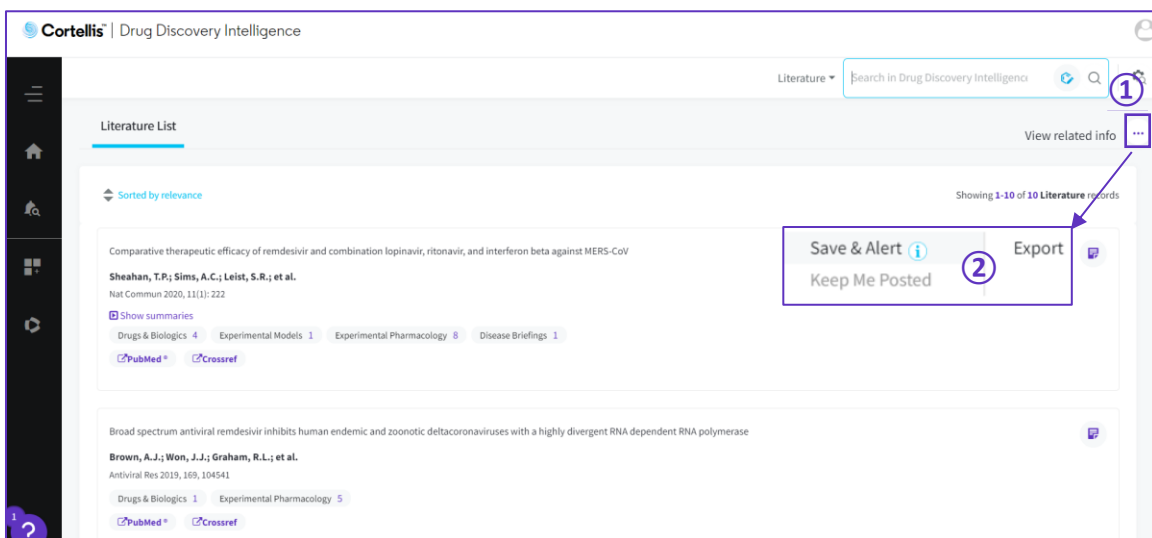 Cortellis™ | Drug Discovery Intelligence
Literature
Search in Drug Discovery Intelligence
①
Literature List
View related info ...
Sorted by relevance
Showing 1-10 of 10 Literature records
Save & Alert i
Export
②
Keep Me Posted
Comparative therapeutic efficacy of remdesivir and combination lopinavir, ritonavir, and interferon beta against MERS-CoV
Sheahan, T.P.; Sims, A.C.; Leist, S.R.; et al.
Nat Commun 2020, 11(1): 222
Show summaries
Drugs & Biologics 4 Experimental Models 1 Experimental Pharmacology 8 Disease Briefings 1
PubMed® Crossref
Broad spectrum antiviral remdesivir inhibits human endemic and zoonotic deltacoronaviruses with a highly divergent RNA dependent RNA polymerase
Brown, A.J.; Won, J.J.; Graham, R.L.; et al.
Antiviral Res 2019, 169, 104541
Drugs & Biologics 1 Experimental Pharmacology 5
PubMed® Crossref
1
?